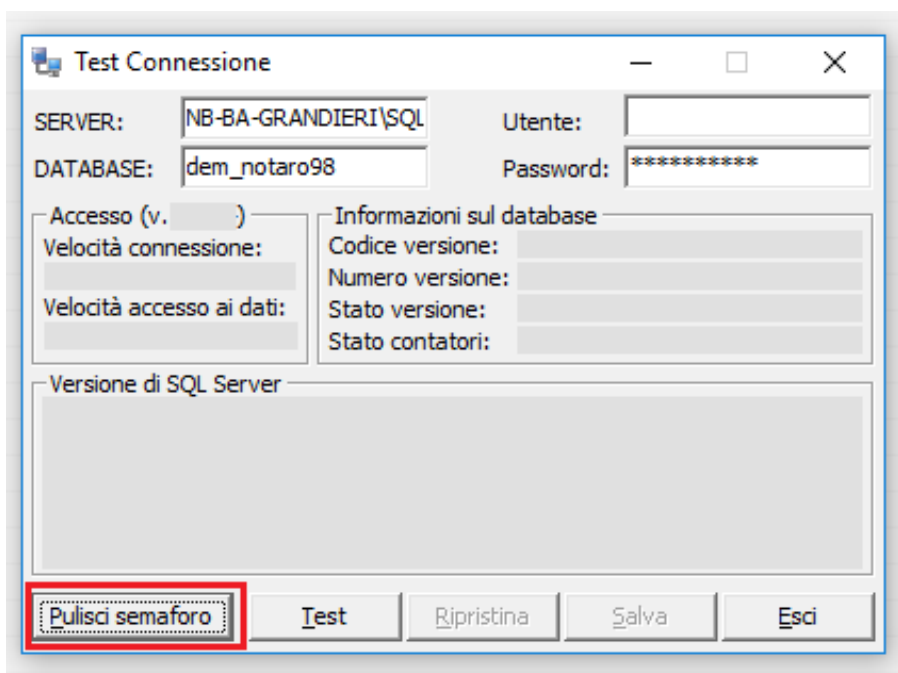 Test Connessione
SERVER: NB-BA-GRANDIERI\SQL Utente:
DATABASE: dem_notaro98 Password: **********
Accesso (v. ) Informazioni sul database
Velocità connessione: Codice versione:
Numero versione:
Velocità accesso ai dati: Stato versione:
Stato contatori:
Versione di SQL Server
Pulisci semaforo Test Ripristina Salva Esci